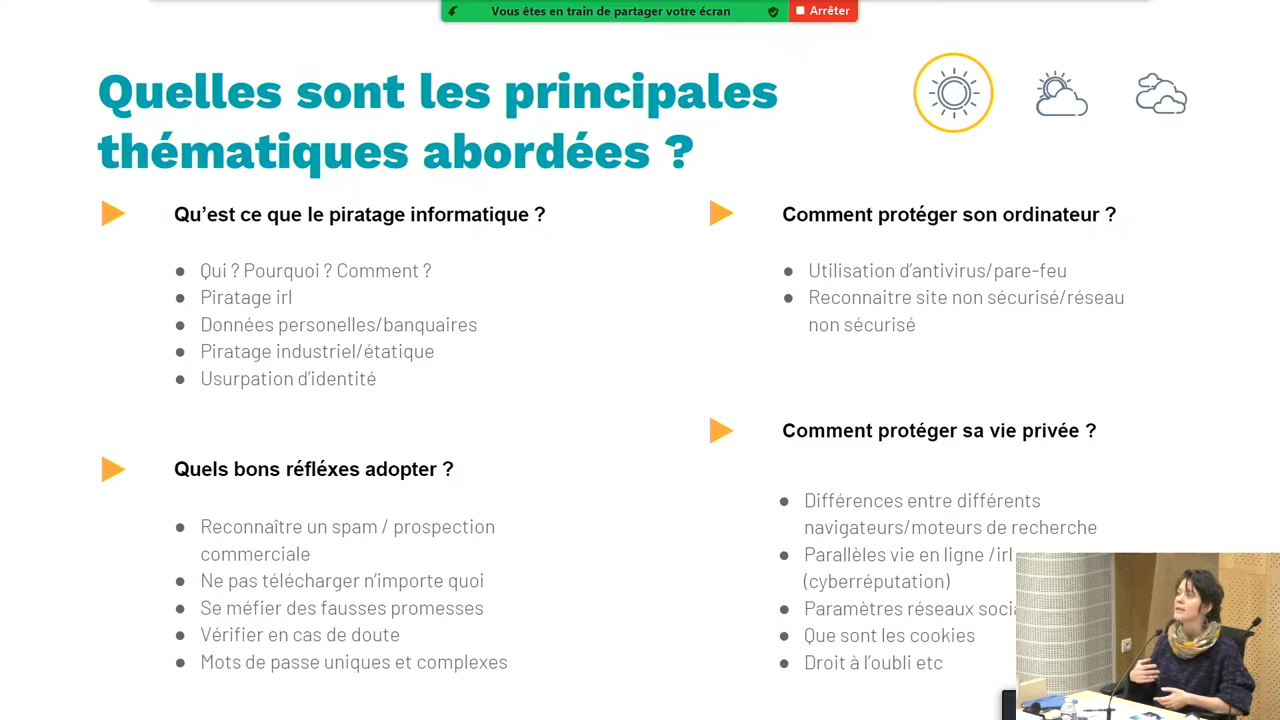 Vous êtes en train de partager votre écran
Arrêter
Quelles sont les principales
thématiques abordées ?
Qu’est ce que le piratage informatique ?
Qui ? Pourquoi ? Comment ?
Piratage irl
Données personelles/banquaires
Piratage industriel/étatique
Usurpation d’identité
Quels bons réfléxes adopter ?
Reconnaître un spam / prospection
commerciale
Ne pas télécharger n’importe quoi
Se méfier des fausses promesses
Vérifier en cas de doute
Mots de passe uniques et complexes
Comment protéger son ordinateur ?
Utilisation d’antivirus/pare-feu
Reconnaitre site non sécurisé/réseau
non sécurisé
Comment protéger sa vie privée ?
Différences entre différents
navigateurs/moteurs de recherche
Parallèles vie en ligne /irl
(cyberréputation)
Paramètres réseaux
Que sont les cookies
Droit à l’oubli etc